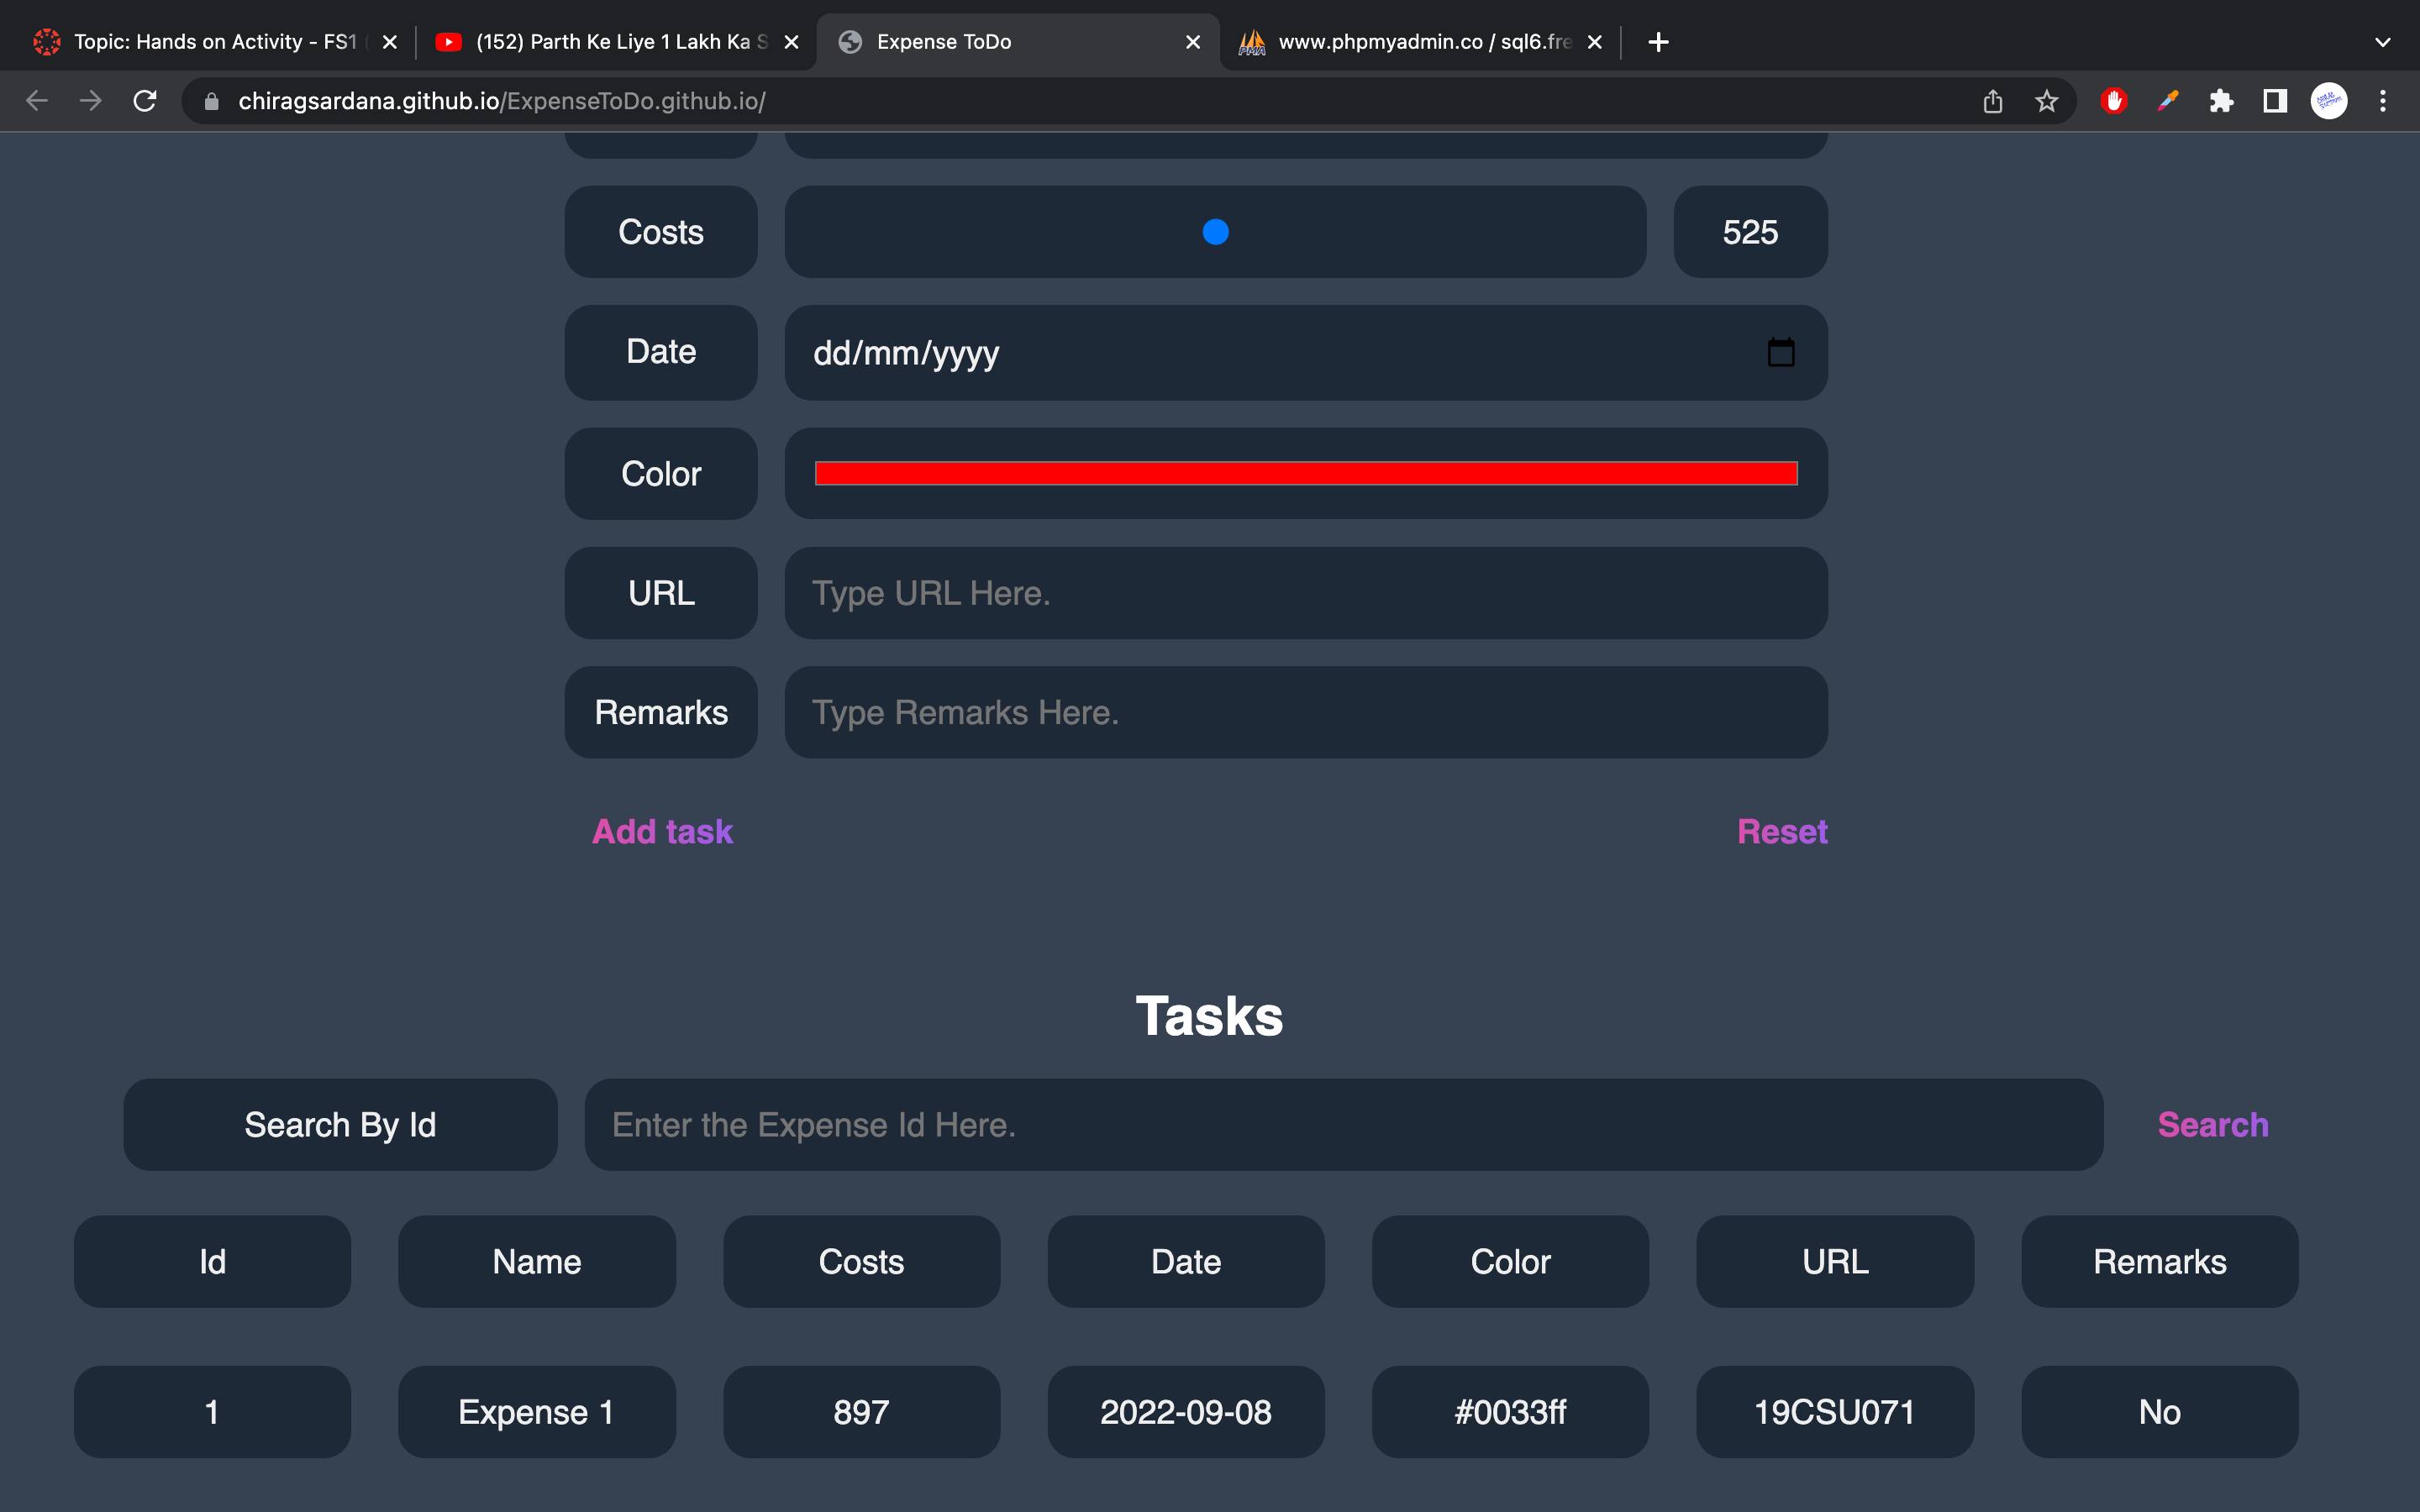 Topic: Hands on Activity - FS1
(152) Parth Ke Liye 1 Lakh Ka S
Expense ToDo
www.phpmyadmin.co / sql6.fre
chiragsardana.github.io/ExpenseToDo.github.io/
Costs 525
Date dd/mm/yyyy
Color
URL Type URL Here.
Remarks Type Remarks Here.
Add task Reset
Tasks
Search By Id Enter the Expense Id Here. Search
Id Name Costs Date Color URL Remarks
1 Expense 1 897 2022-09-08 #0033ff 19CSU071 No